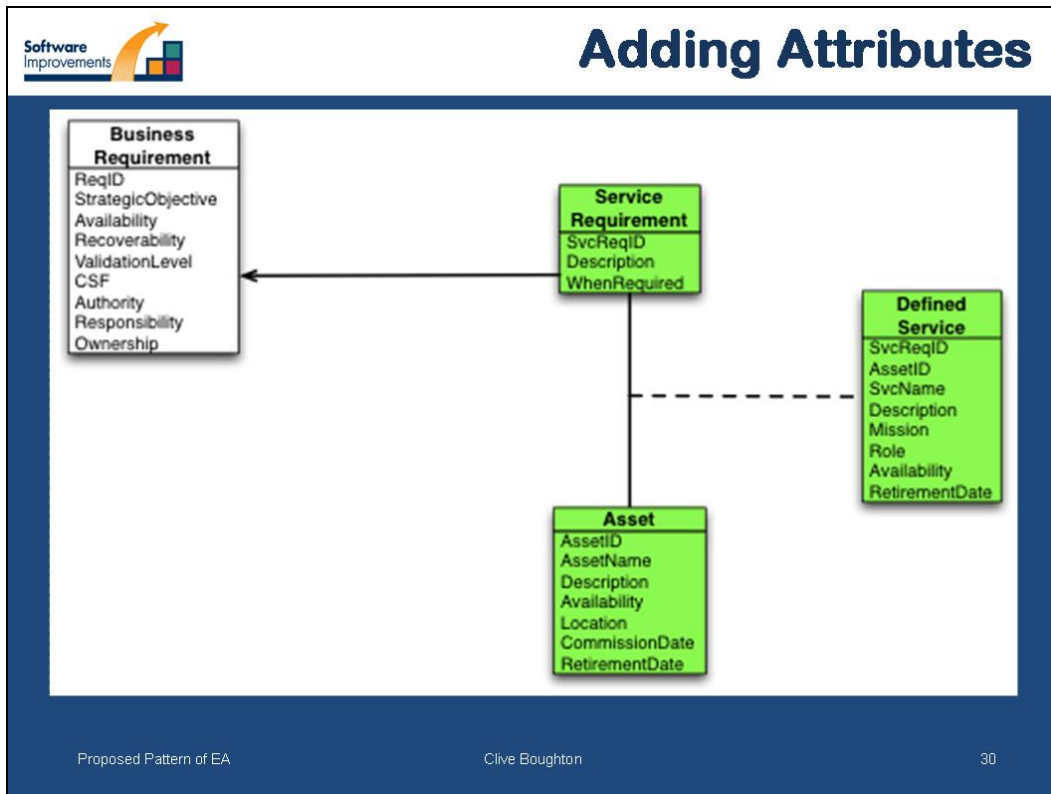 Software
Improvements
Adding Attributes
Business
Requirement
ReqID
StrategicObjective
Availability
Recoverability
ValidationLevel
CSF
Authority
Responsibility
Ownership
Service
Requirement
SvcReqID
Description
WhenRequired
Defined
Service
SvcReqID
AssetID
SvcName
Description
Mission
Role
Availability
RetirementDate
Asset
AssetID
AssetName
Description
Availability
Location
CommissionDate
RetirementDate
Proposed Pattern of EA
Clive Boughton
30